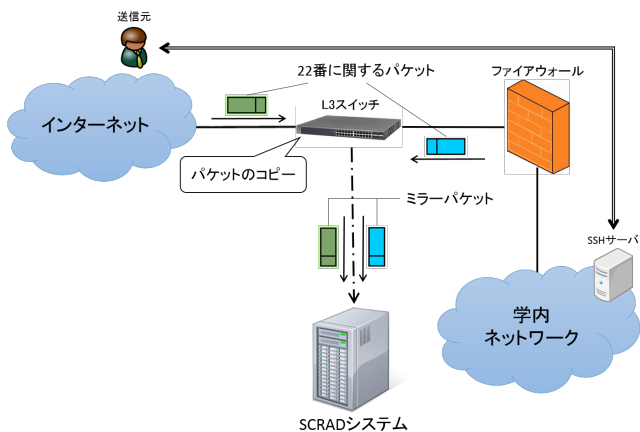 送信元
22番に関するパケット
ファイアウォール
L3スイッチ
インターネット
パケットのコピー
ミラーパケット
SSHサーバ
学内
ネットワーク
SCRADシステム